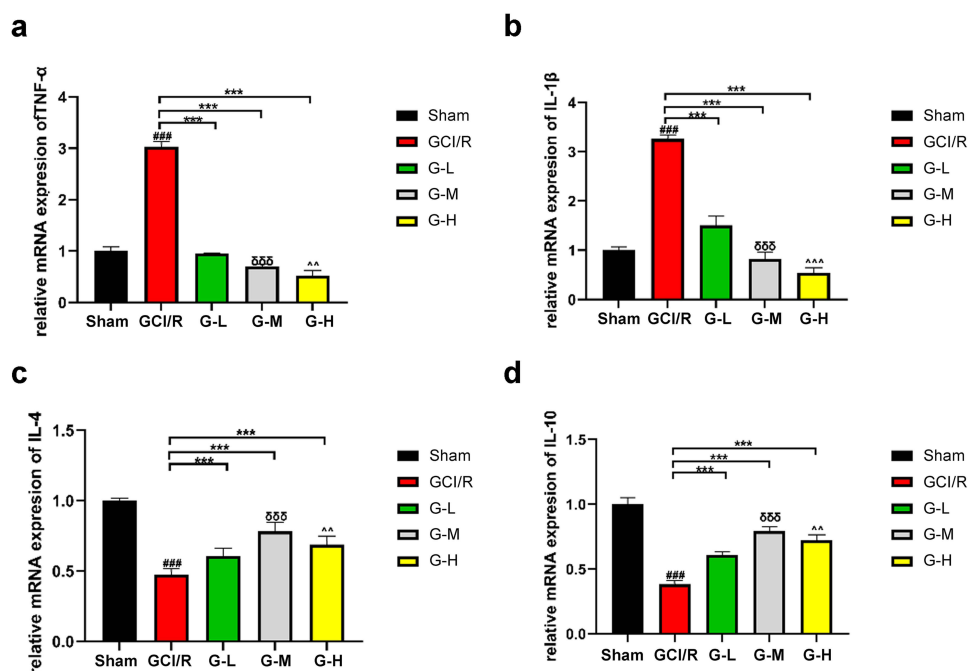 a
relative mRNA expresion ofTNF-α
4
3
2
1
0
***
***
***
###
δδδ
^^
Sham GCI/R G-L G-M G-H
Sham
GCI/R
G-L
G-M
G-H
b
relative mRNA expresion of IL-1β
4
3
2
1
0
***
***
***
###
δδδ
^^^
Sham GCI/R G-L G-M G-H
Sham
GCI/R
G-L
G-M
G-H
c
relative mRNA expresion of IL-4
1.5
1.0
0.5
0.0
***
***
***
###
δδδ
^^
Sham GCI/R G-L G-M G-H
Sham
GCI/R
G-L
G-M
G-H
d
relative mRNA expresion of IL-10
1.5
1.0
0.5
0.0
***
***
***
###
δδδ
^^
Sham GCI/R G-L G-M G-H
Sham
GCI/R
G-L
G-M
G-H